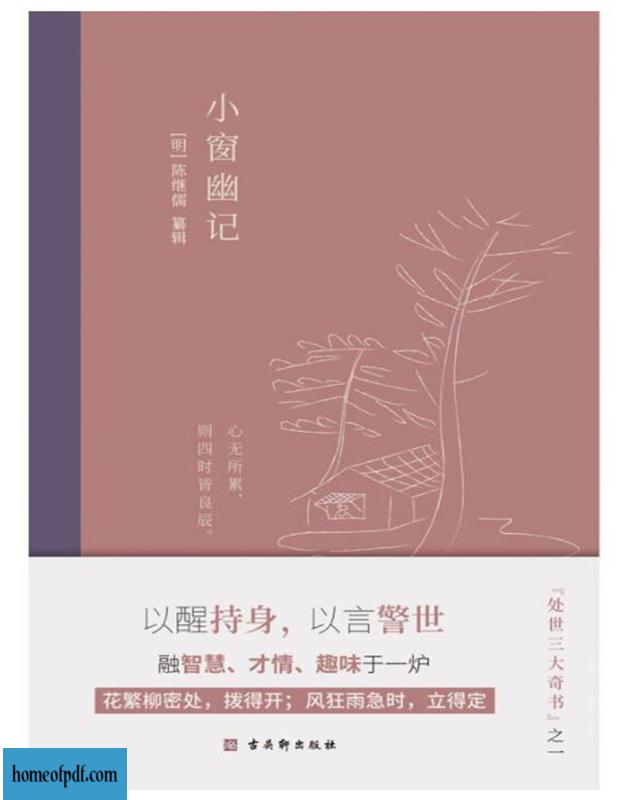 小窗幽记
[明]陈继儒 纂辑
心无所累,
则四时皆良辰。
以醒持身,以言警世
融智慧、才情、趣味于一炉
花繁柳密处,拨得开;风狂雨急时,立得定
『处世三大奇书』之一
古吴轩出版社
homeofpdf.com